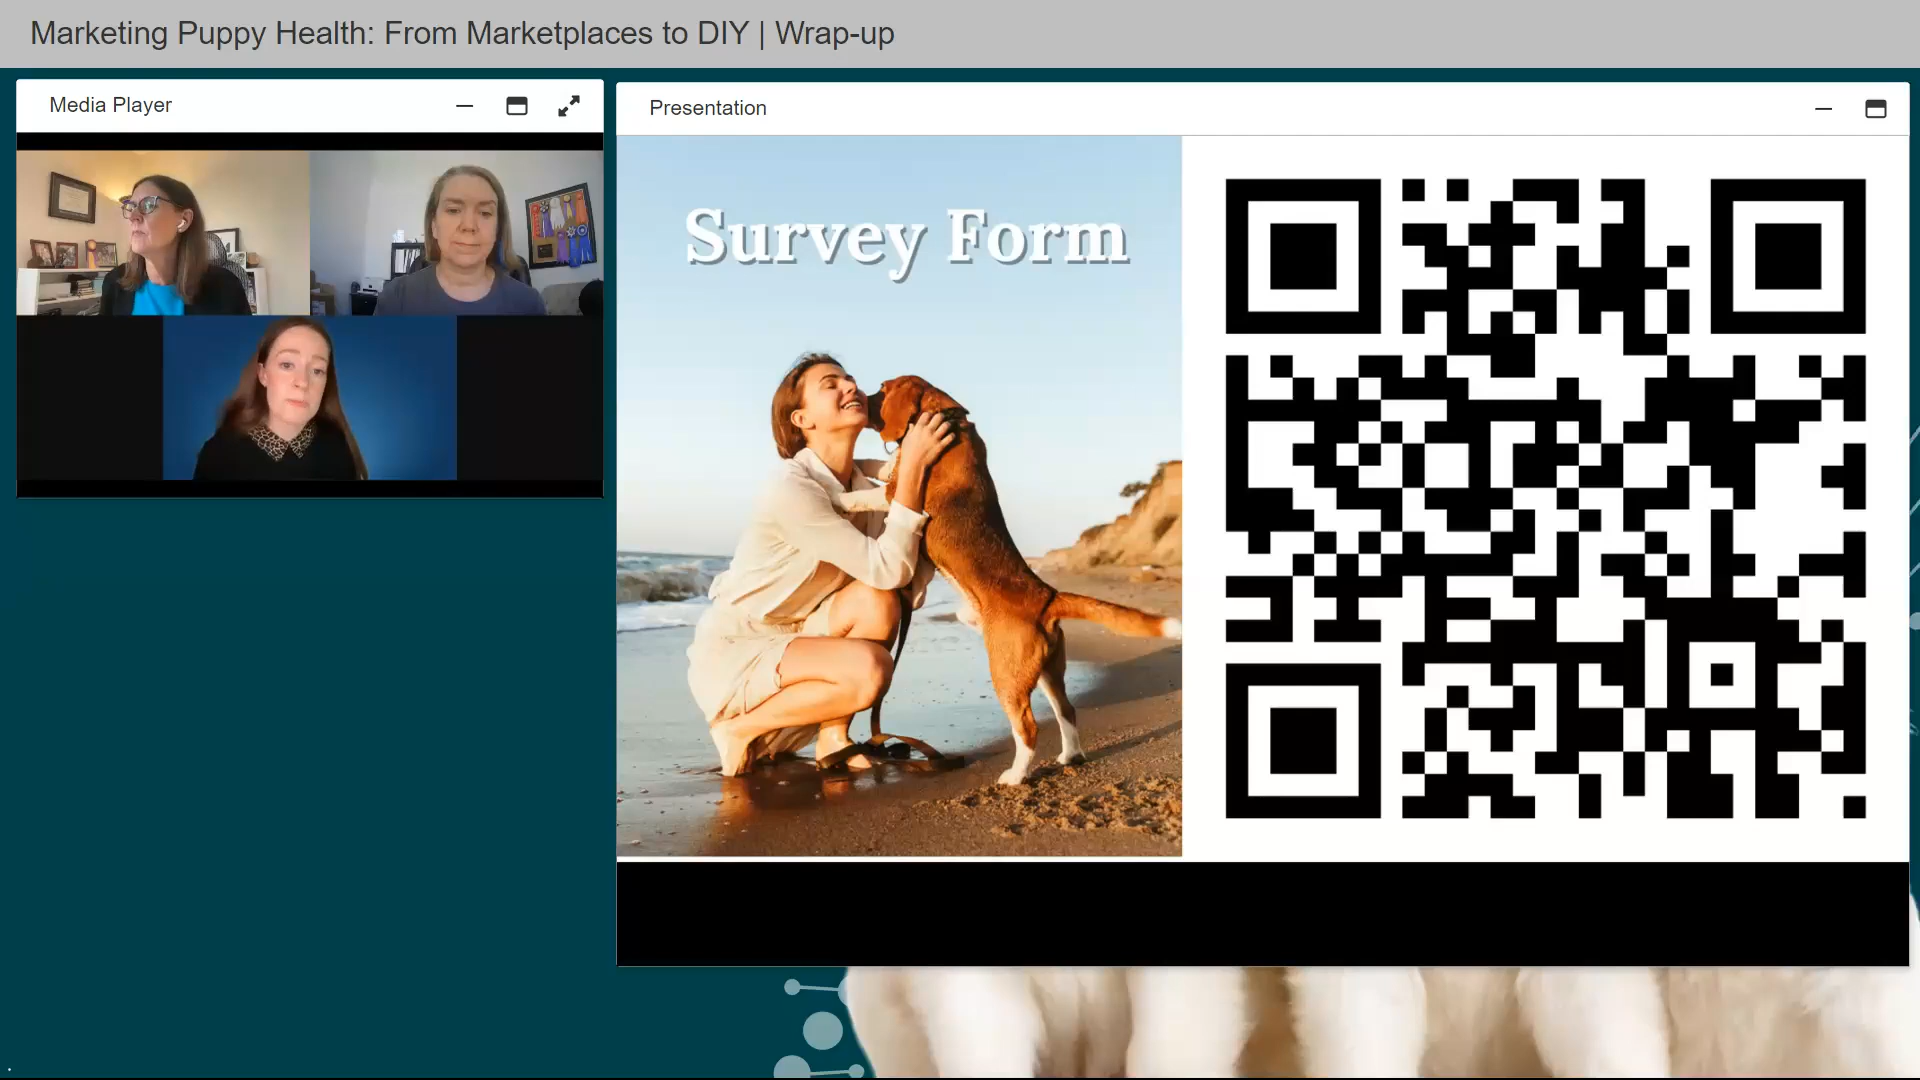 Marketing Puppy Health: From Marketplaces to DIY | Wrap-up
Media Player
Presentation
Survey Form